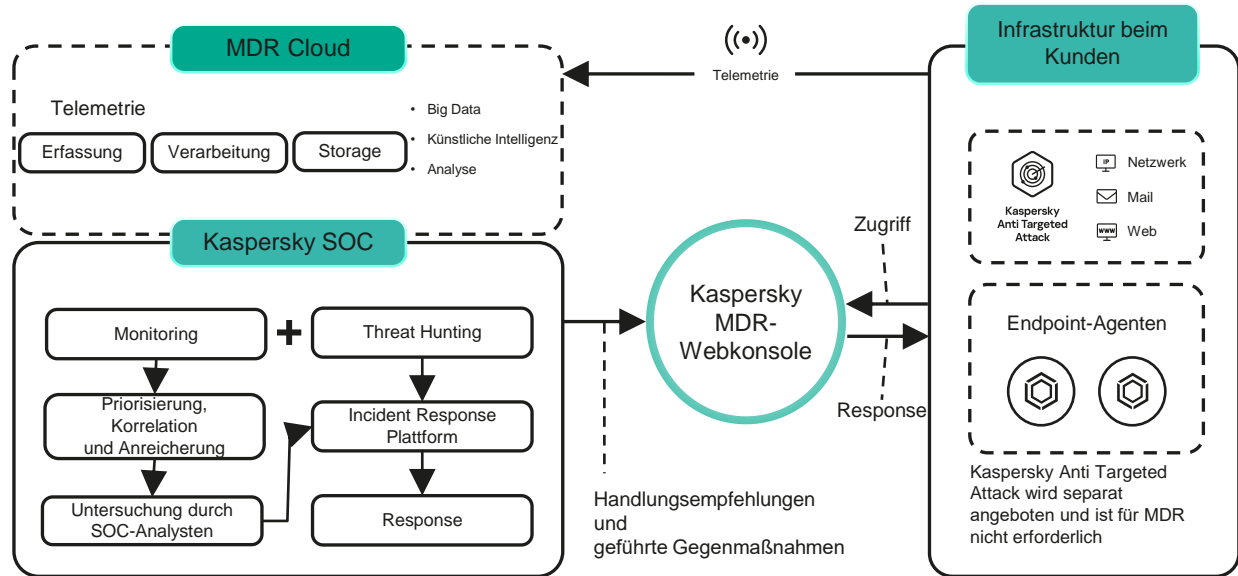 MDR Cloud
Telemetrie
Erfassung
Verarbeitung
Storage
• Big Data
• Künstliche Intelligenz
• Analyse
Telemetrie
Infrastruktur beim
Kunden
Kaspersky
Anti Targeted
Attack
IP
Netzwerk
Mail
www
Web
Endpoint-Agenten
Kaspersky Anti Targeted
Attack wird separat
angeboten und ist für MDR
nicht erforderlich
Kaspersky SOC
Monitoring
+
Threat Hunting
Priorisierung,
Korrelation
und Anreicherung
Incident Response
Plattform
Untersuchung durch
SOC-Analysten
Response
Kaspersky
MDR-
Webkonsole
Zugriff
Response
Handlungsempfehlungen
und
geführte Gegenmaßnahmen